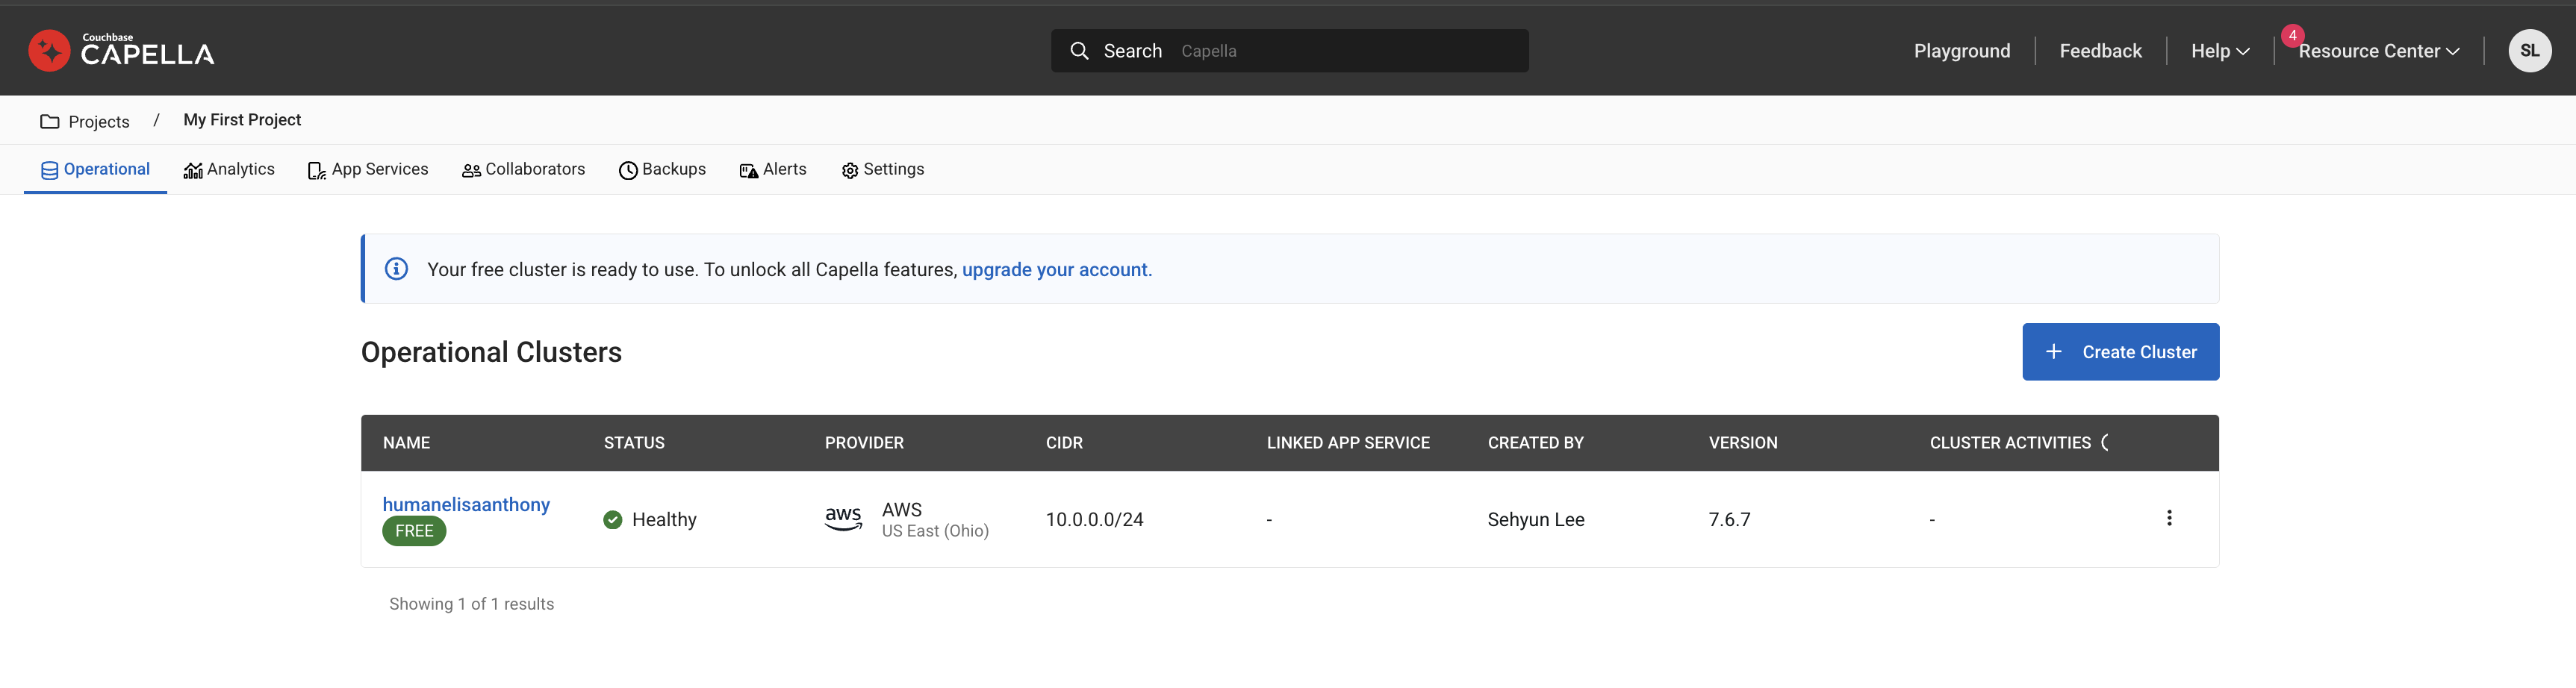 Couchbase
CAPELLA
Search Capella
Playground
Feedback
Help
4
Resource Center
SL
Projects / My First Project
Operational
Analytics
App Services
Collaborators
Backups
Alerts
Settings
Your free cluster is ready to use. To unlock all Capella features, upgrade your account.
Operational Clusters
+ Create Cluster
NAME STATUS PROVIDER CIDR LINKED APP SERVICE CREATED BY VERSION CLUSTER ACTIVITIES
humanelisaanthony
FREE
Healthy
aws
AWS
US East (Ohio)
10.0.0.0/24
-
Sehyun Lee
7.6.7
-
Showing 1 of 1 results